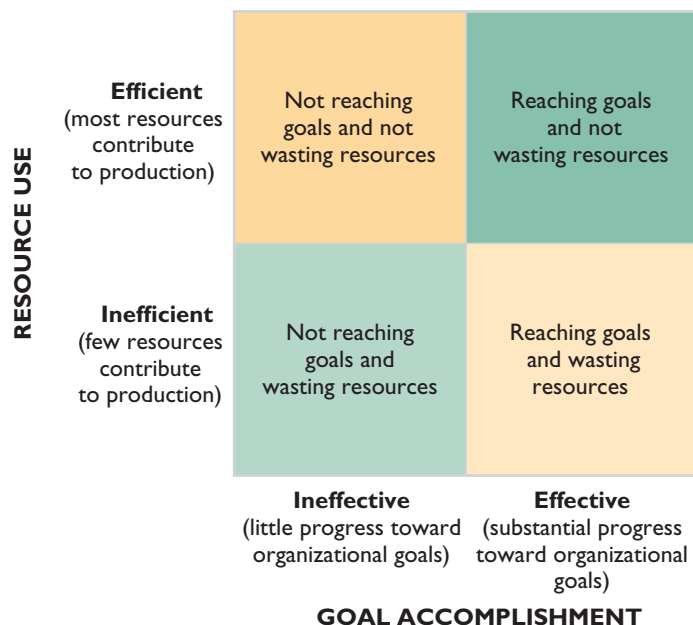 RESOURCE USE
Efficient
(most resources
contribute
to production)
Not reaching
goals and not
wasting resources
Reaching goals
and not
wasting resources
Inefficient
(few resources
contribute
to production)
Not reaching
goals and
wasting resources
Reaching goals
and wasting
resources
Ineffective
(little progress toward
organizational goals)
Effective
(substantial progress
toward organizational
goals)
GOAL ACCOMPLISHMENT